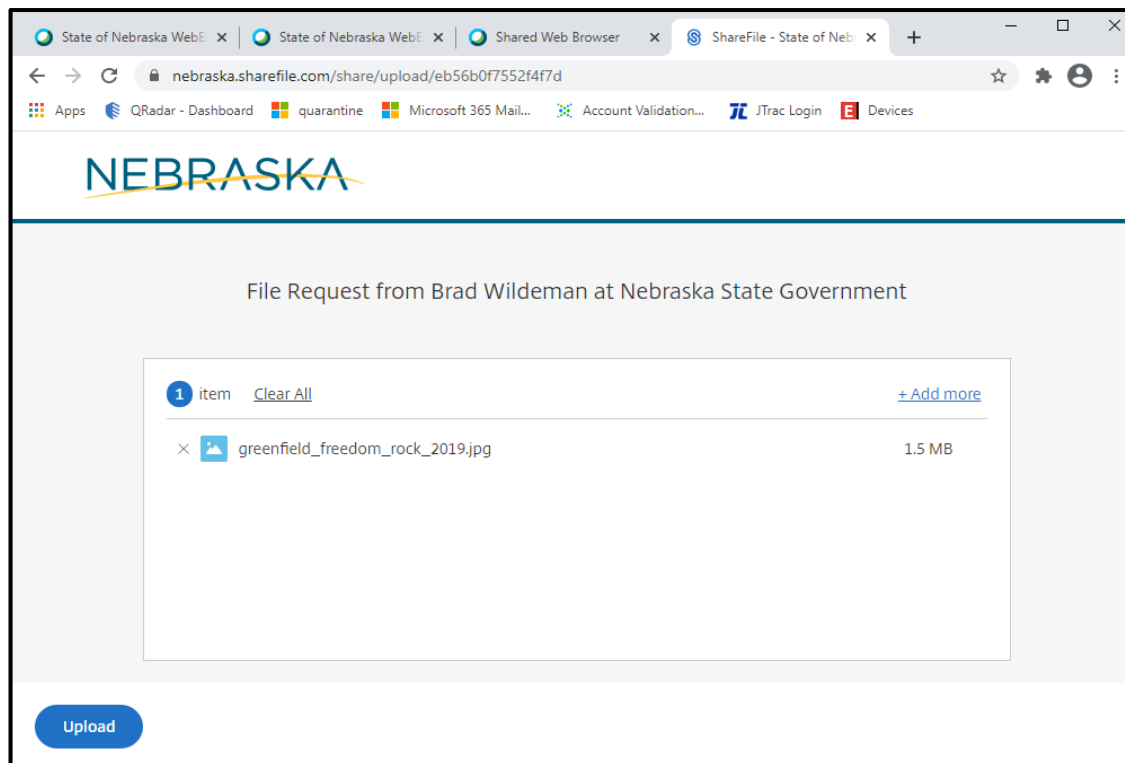 State of Nebraska WebE
State of Nebraska WebE
Shared Web Browser
ShareFile - State of Neb
nebraska.sharefile.com/share/upload/eb56b0f7552f4f7d
Apps QRadar - Dashboard quarantine Microsoft 365 Mail... Account Validation... JTrac Login E Devices
NEBRASKA
File Request from Brad Wildeman at Nebraska State Government
1 item Clear All + Add more
greenfield_freedom_rock_2019.jpg 1.5 MB
Upload